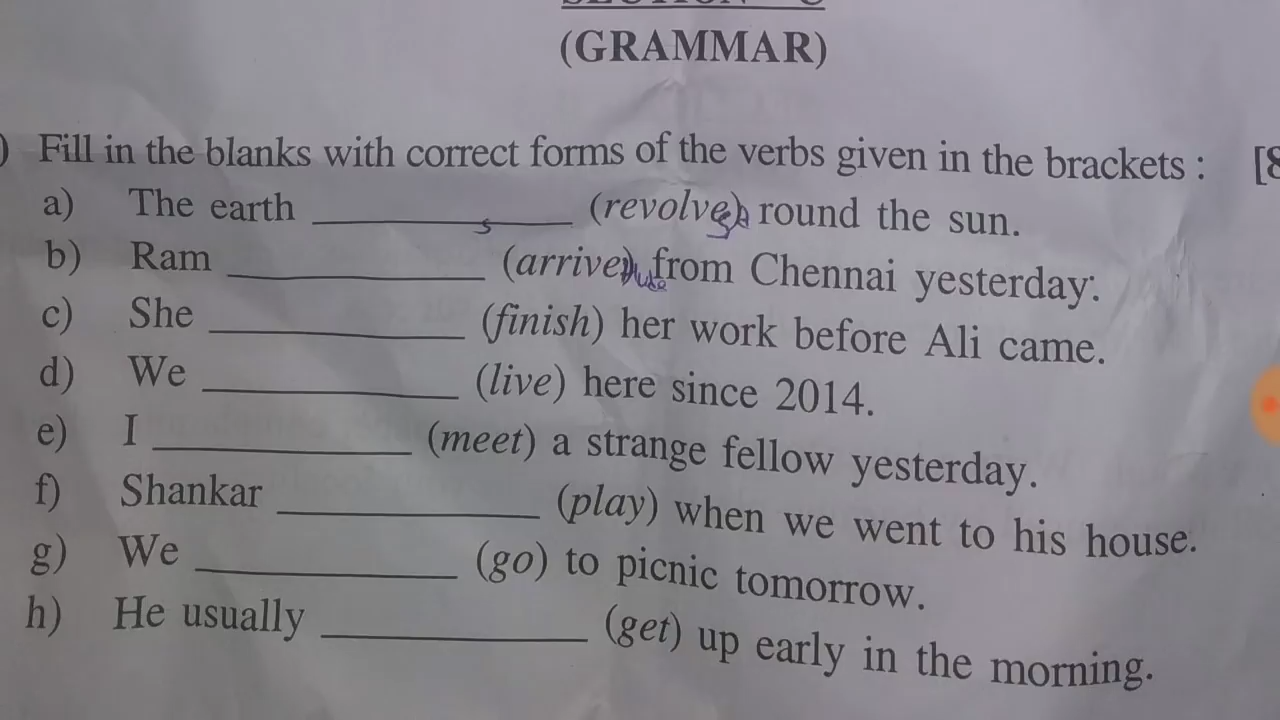 (GRAMMAR)
) Fill in the blanks with correct forms of the verbs given in the brackets : [8
a) The earth ____________ (revolve) round the sun.
b) Ram ____________ (arrive) from Chennai yesterday.
c) She ____________ (finish) her work before Ali came.
d) We ____________ (live) here since 2014.
e) I ____________ (meet) a strange fellow yesterday.
f) Shankar ____________ (play) when we went to his house.
g) We ____________ (go) to picnic tomorrow.
h) He usually ____________ (get) up early in the morning.